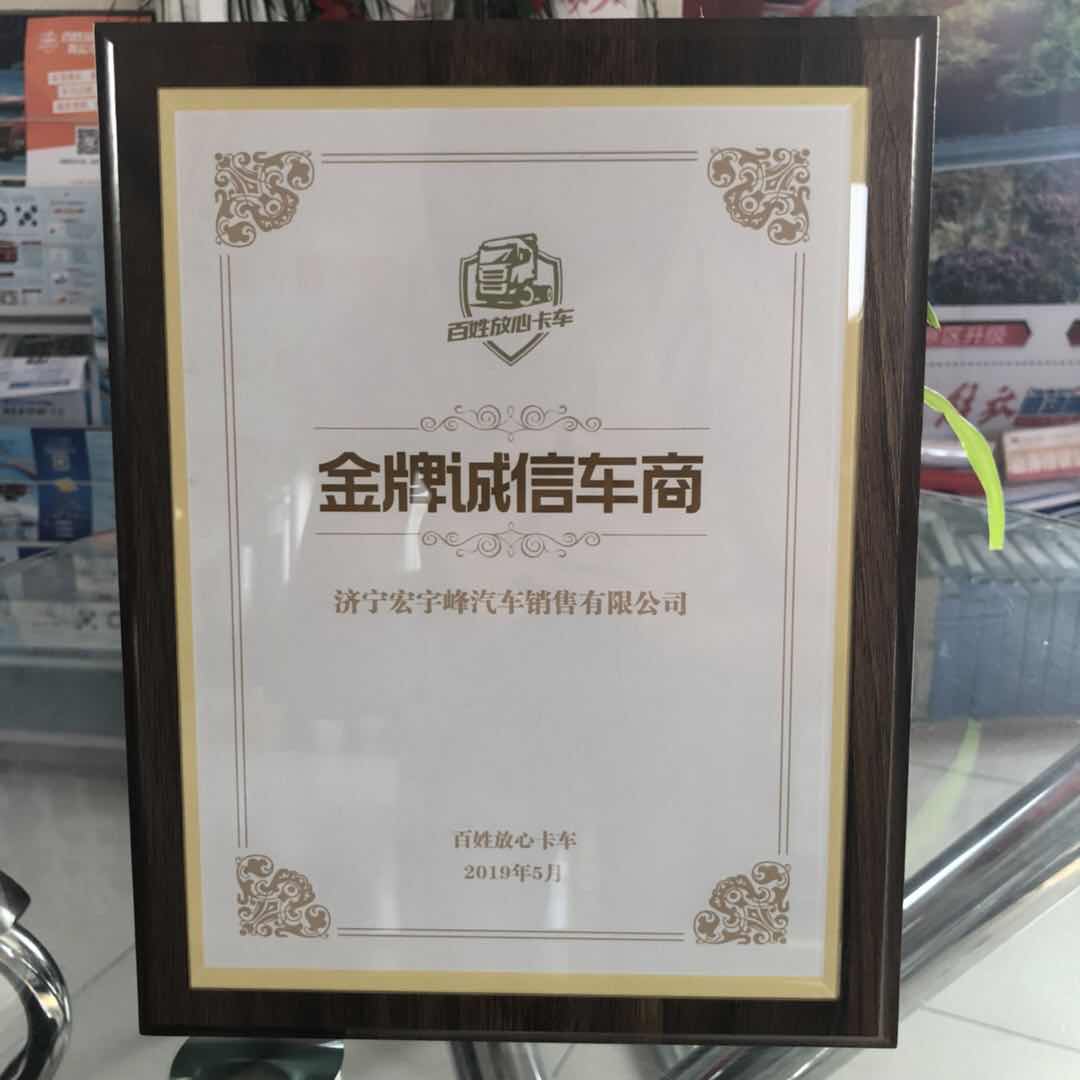 百姓放心卡车
金牌诚信车商
济宁宏宇峰汽车销售有限公司
百姓放心卡车
2019年5月